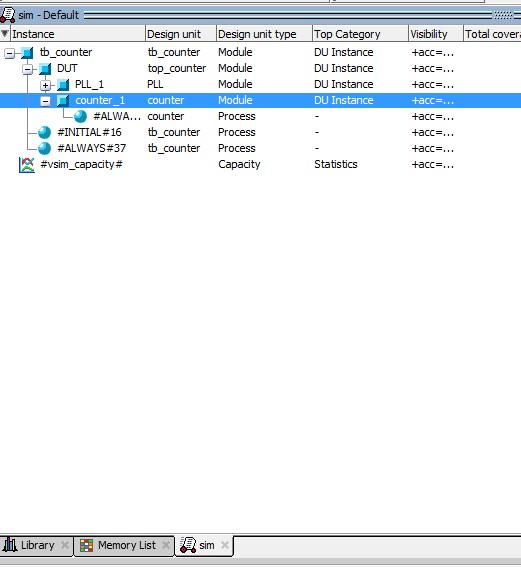 sim - Default
Instance Design unit Design unit type Top Category Visibility Total covera
tb_counter tb_counter Module DU Instance +acc=...
DUT top_counter Module DU Instance +acc=...
PLL_1 PLL Module DU Instance +acc=...
counter_1 counter Module DU Instance +acc=...
#ALWA... counter Process - +acc=...
#INITIAL#16 tb_counter Process - +acc=...
#ALWAYS#37 tb_counter Process - +acc=...
#vsim_capacity# Capacity Statistics +acc=...
Library Memory List sim